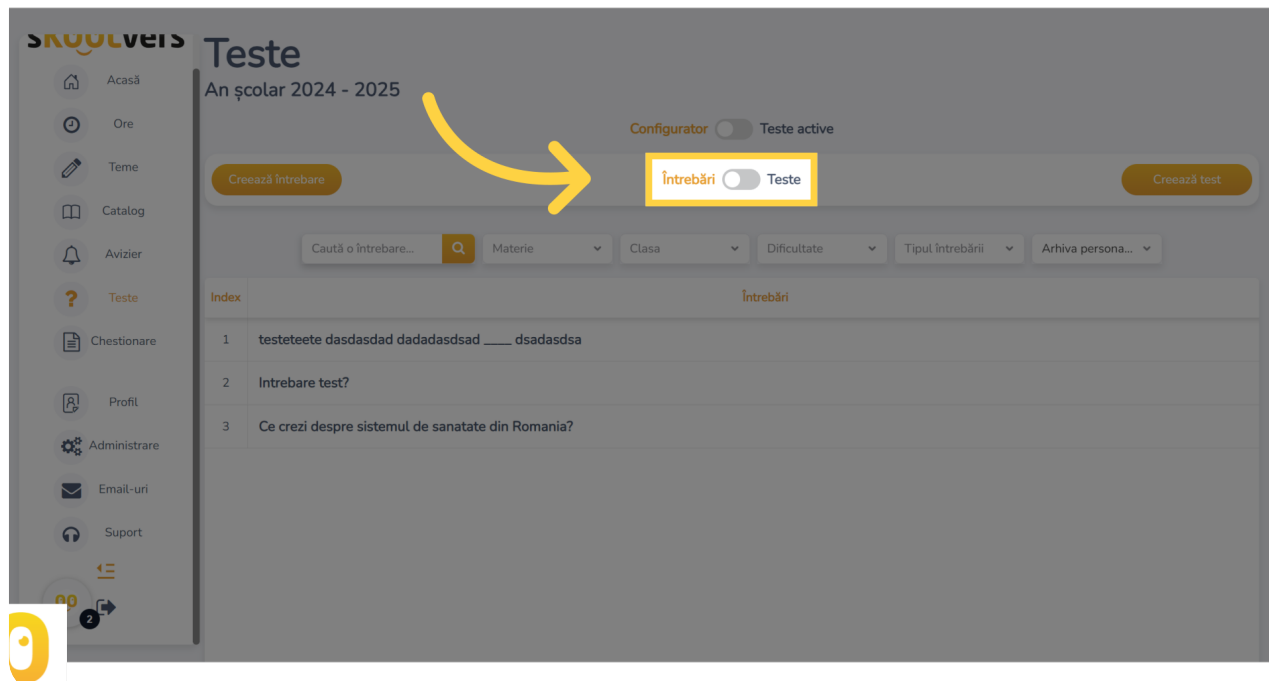 skoolvers
Teste
An școlar 2024 - 2025
Acasă
Ore
Teme
Catalog
Avizier
Teste
Chestionare
Profil
Administrare
Email-uri
Suport
2
Configurator Teste active
Creează întrebare
Întrebări Teste
Creează test
Caută o întrebare... Materie Clasa Dificultate Tipul întrebării Arhiva persona...
Index Întrebări
1 testeteete dasdasdad dadadasdsad ____ dsadasdsa
2 Intrebare test?
3 Ce crezi despre sistemul de sanatate din Romania?